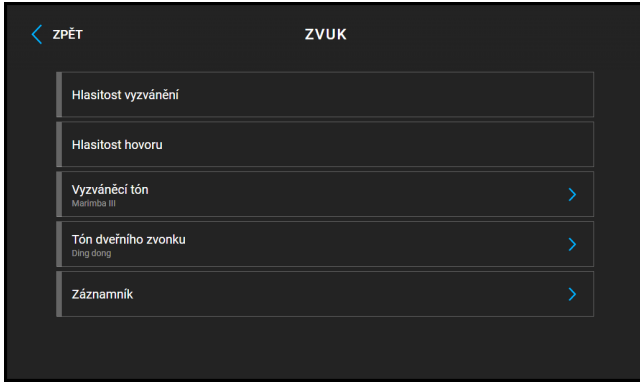 ZPĚT
ZVUK
Hlasitost vyzvánění
Hlasitost hovoru
Vyzváněcí tón
Marimba III
Tón dveřního zvonku
Ding dong
Záznamník